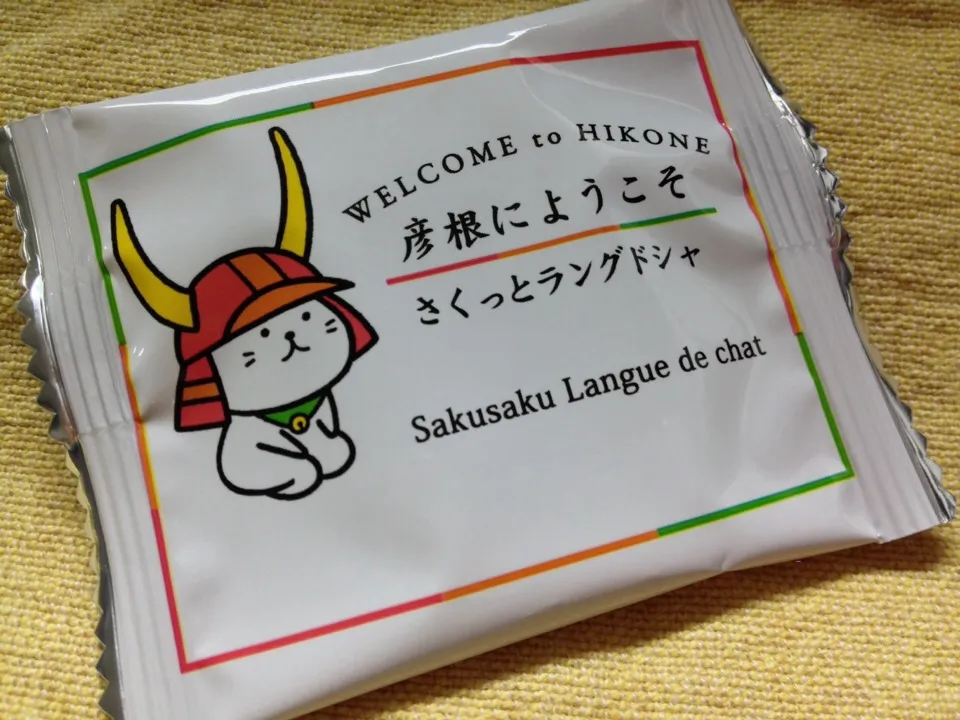 WELCOME to HIKONE
彦根にようこそ
さくっとラングドシャ
Sakusaku Langue de chat